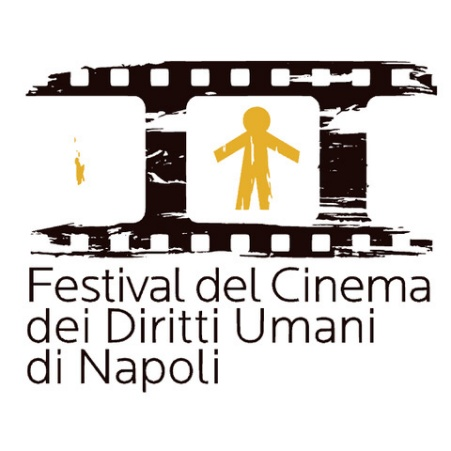 Festival del Cinema
dei Diritti Umani
di Napoli